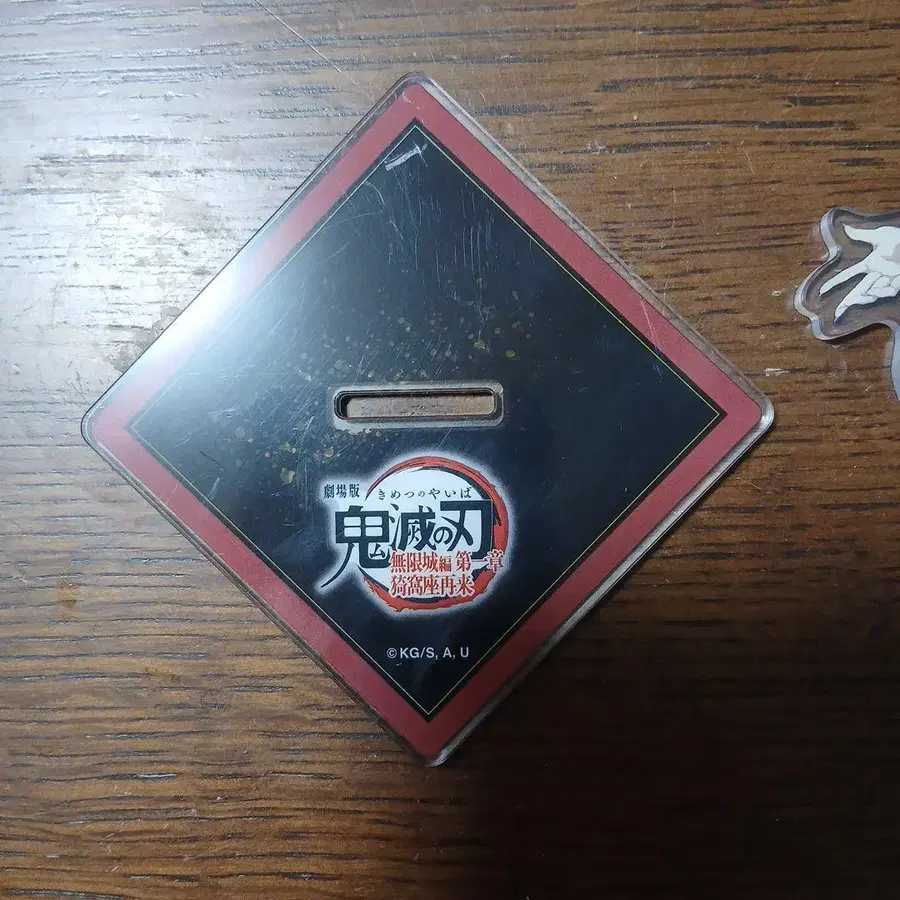 劇場版
きめつのやいば
鬼滅の刃
無限城編 第一章
猗窩座再来
©KG/S, A, U